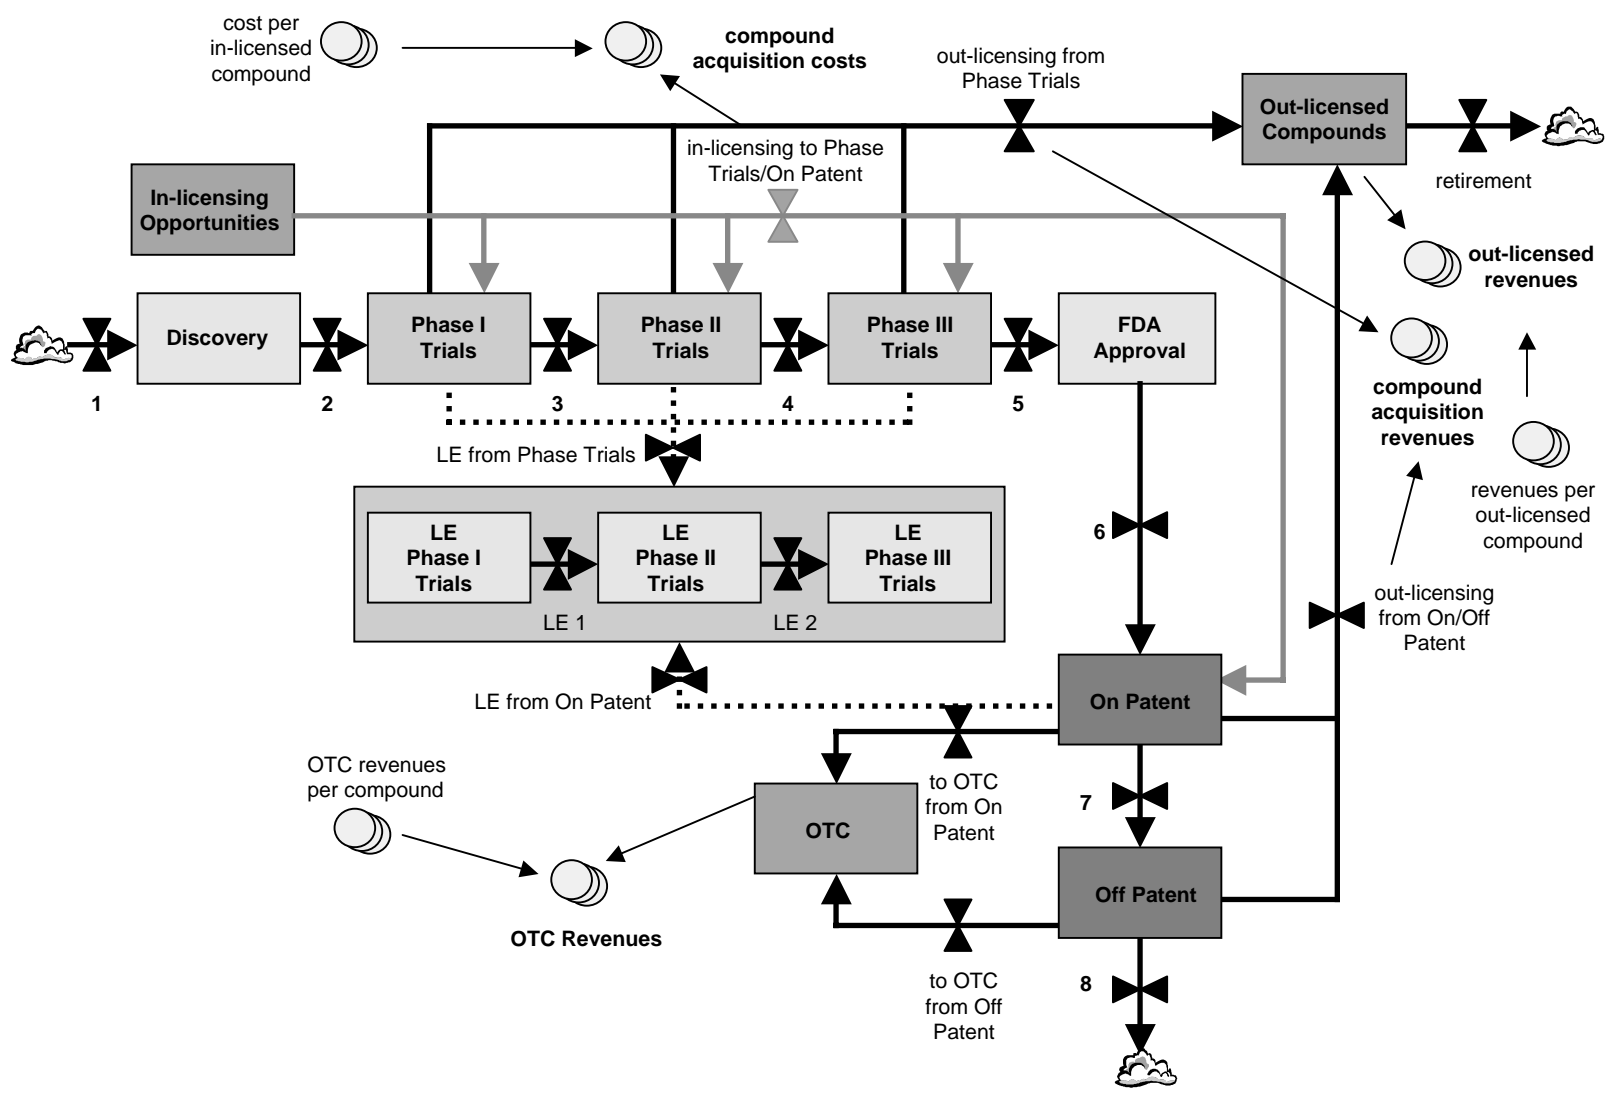 cost per
in-licensed
compound
compound
acquisition costs
out-licensing from
Phase Trials
Out-licensed
Compounds
retirement
in-licensing to Phase
Trials/On Patent
In-licensing
Opportunities
out-licensed
revenues
Discovery
Phase I
Trials
Phase II
Trials
Phase III
Trials
FDA
Approval
1
2
3
4
5
compound
acquisition
revenues
LE from Phase Trials
revenues per
out-licensed
compound
LE
Phase I
Trials
LE
Phase II
Trials
LE
Phase III
Trials
LE 1
LE 2
6
out-licensing
from On/Off
Patent
LE from On Patent
On Patent
OTC revenues
per compound
to OTC
from On
Patent
7
OTC
Off Patent
OTC Revenues
to OTC
from Off
Patent
8